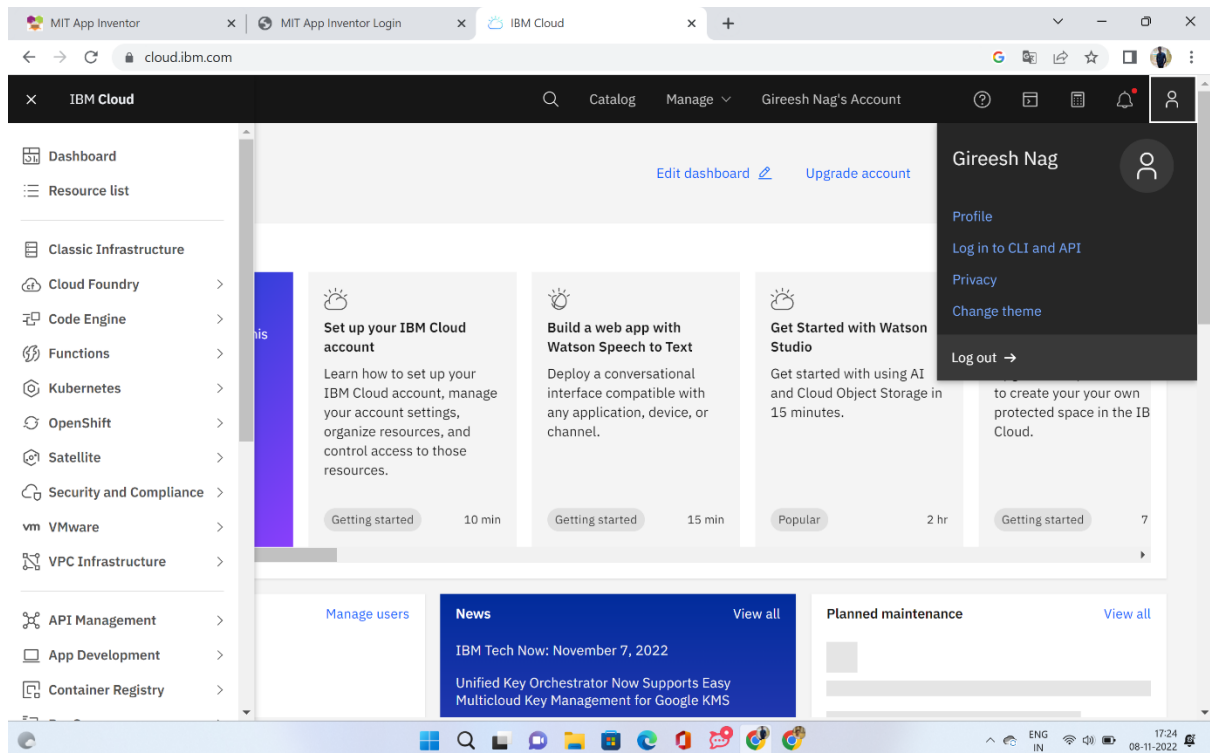 MIT App Inventor
MIT App Inventor Login
IBM Cloud
cloud.ibm.com
IBM Cloud
Catalog
Manage
Gireesh Nag's Account
Dashboard
Resource list
Classic Infrastructure
Cloud Foundry
Code Engine
Functions
Kubernetes
OpenShift
Satellite
Security and Compliance
vm VMware
VPC Infrastructure
API Management
App Development
Container Registry
Edit dashboard
Upgrade account
Gireesh Nag
Profile
Log in to CLI and API
Privacy
Change theme
Log out →
Set up your IBM Cloud
account
Learn how to set up your
IBM Cloud account, manage
your account settings,
organize resources, and
control access to those
resources.
Getting started
10 min
Build a web app with
Watson Speech to Text
Deploy a conversational
interface compatible with
any application, device, or
channel.
Getting started
15 min
Get Started with Watson
Studio
Get started with using AI
and Cloud Object Storage in
15 minutes.
Popular
2 hr
to create your your own
protected space in the IB
Cloud.
Getting started
7
Manage users
News
View all
IBM Tech Now: November 7, 2022
Unified Key Orchestrator Now Supports Easy
Multicloud Key Management for Google KMS
Planned maintenance
View all
ENG
IN
17:24
08-11-2022